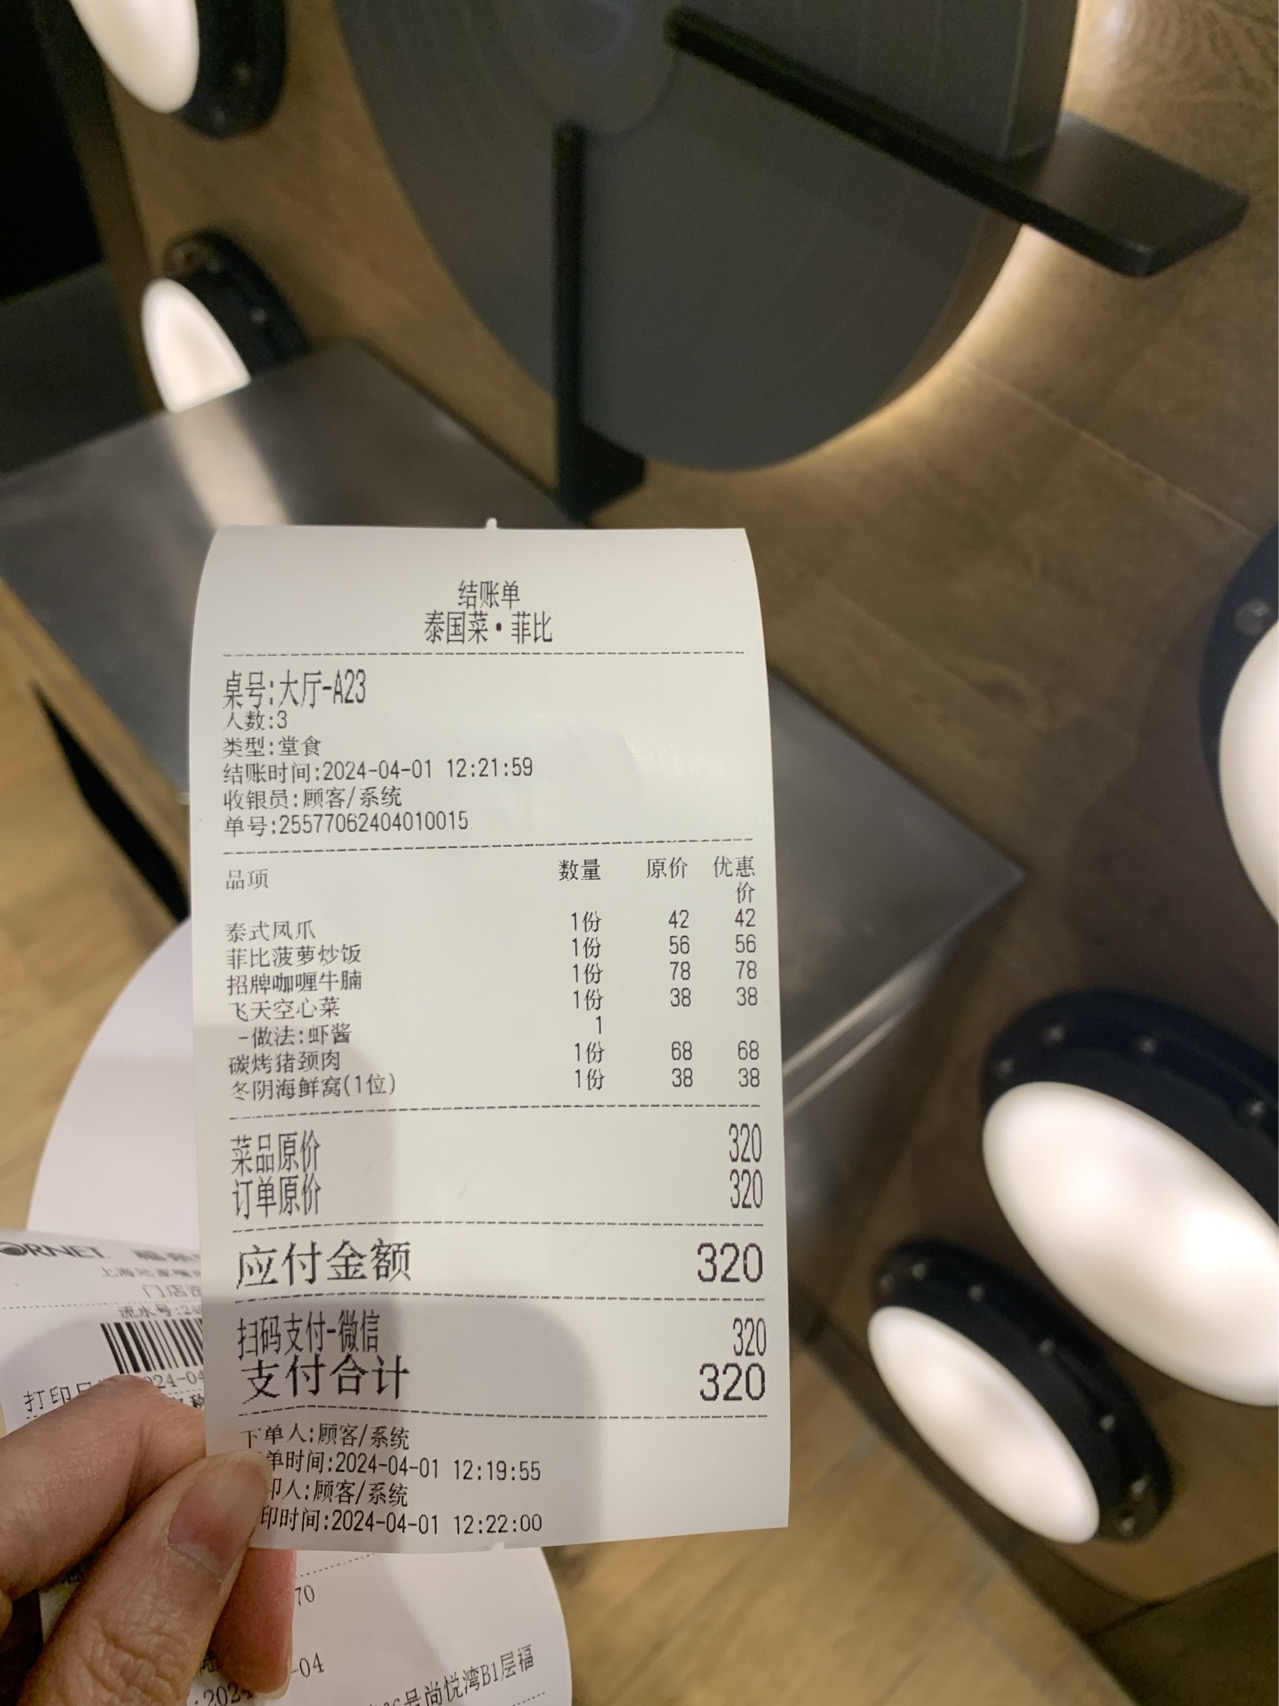 结账单
泰国菜•菲比
桌号:大厅-A23
人数:3
类型:堂食
结账时间:2024-04-01 12:21:59
收银员:顾客/系统
单号:25577062404010015
品项 数量 原价 优惠价
泰式凤爪 1份 42 42
菲比菠萝炒饭 1份 56 56
招牌咖喱牛腩 1份 78 78
飞天空心菜 1份 38 38
-做法:虾酱 1
碳烤猪颈肉 1份 68 68
冬阴海鲜窝(1位) 1份 38 38
菜品原价 320
订单原价 320
应付金额 320
扫码支付-微信 320
支付合计 320
下单人:顾客/系统
单时间:2024-04-01 12:19:55
印人:顾客/系统
印时间:2024-04-01 12:22:00
ORNET
门店
流水号:24
打印
70
-04
:2024
号尚悦湾B1层福